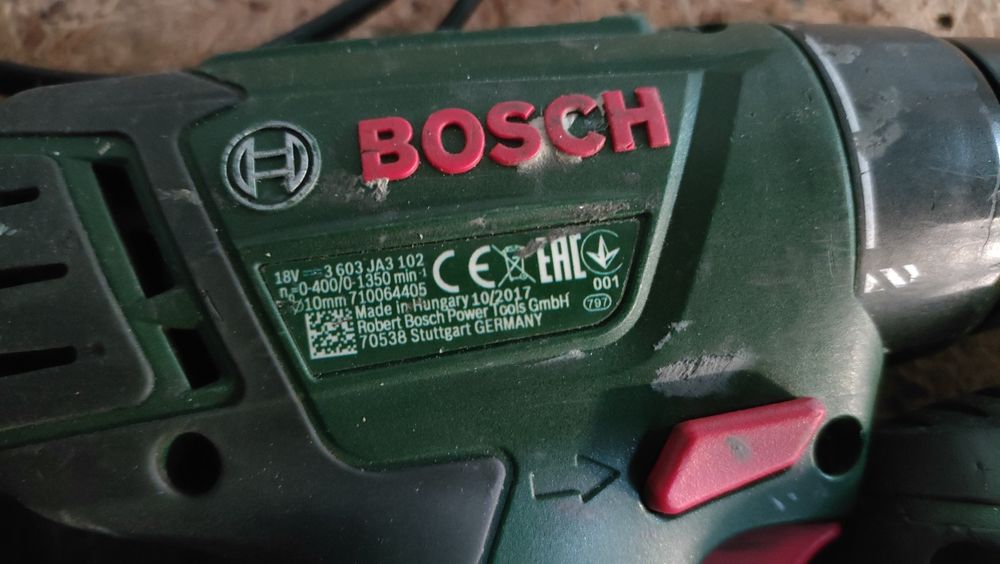 BOSCH
18V 3 603 JA3 102
n₀=0-400/0-1350 min-1
Ø10mm 710064405
Made in Hungary 10/2017
Robert Bosch Power Tools GmbH
70538 Stuttgart GERMANY
CE EAC
001
797